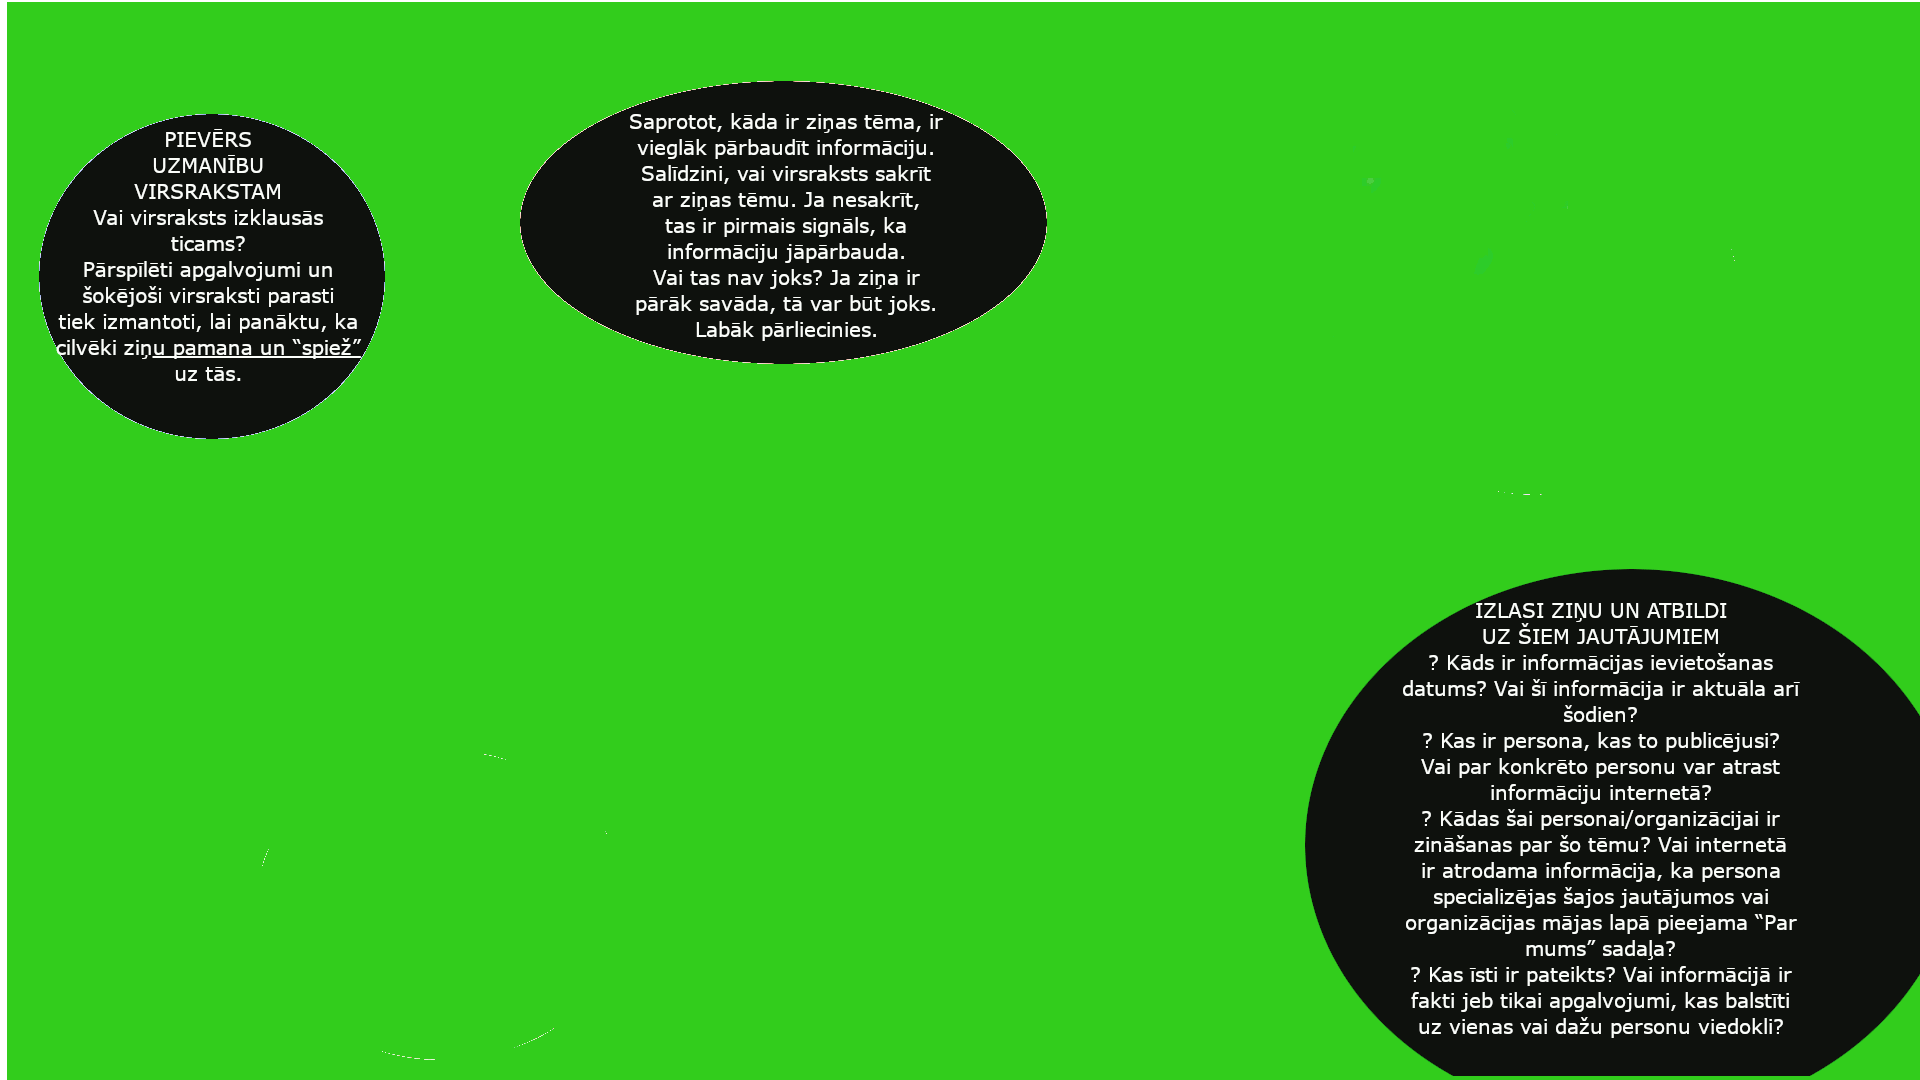 PIEVĒRS
UZMANĪBU
VIRSRAKSTAM
Vai virsraksts izklausās
ticams?
Pārspīlēti apgalvojumi un
šokējoši virsraksti parasti
tiek izmantoti, lai panāktu, ka
cilvēki ziņu pamana un “spiež”
uz tās.
Saprotot, kāda ir ziņas tēma, ir
vieglāk pārbaudīt informāciju.
Salīdzini, vai virsraksts sakrīt
ar ziņas tēmu. Ja nesakrīt,
tas ir pirmais signāls, ka
informāciju jāpārbauda.
Vai tas nav joks? Ja ziņa ir
pārāk savāda, tā var būt joks.
Labāk pārliecinies.
IZLASI ZIŅU UN ATBILDI
UZ ŠIEM JAUTĀJUMIEM
? Kāds ir informācijas ievietošanas
datums? Vai šī informācija ir aktuāla arī
šodien?
? Kas ir persona, kas to publicējusi?
Vai par konkrēto personu var atrast
informāciju internetā?
? Kādas šai personai/organizācijai ir
zināšanas par šo tēmu? Vai internetā
ir atrodama informācija, ka persona
specializējas šajos jautājumos vai
organizācijas mājas lapā pieejama “Par
mums” sadaļa?
? Kas īsti ir pateikts? Vai informācijā ir
fakti jeb tikai apgalvojumi, kas balstīti
uz vienas vai dažu personu viedokli?